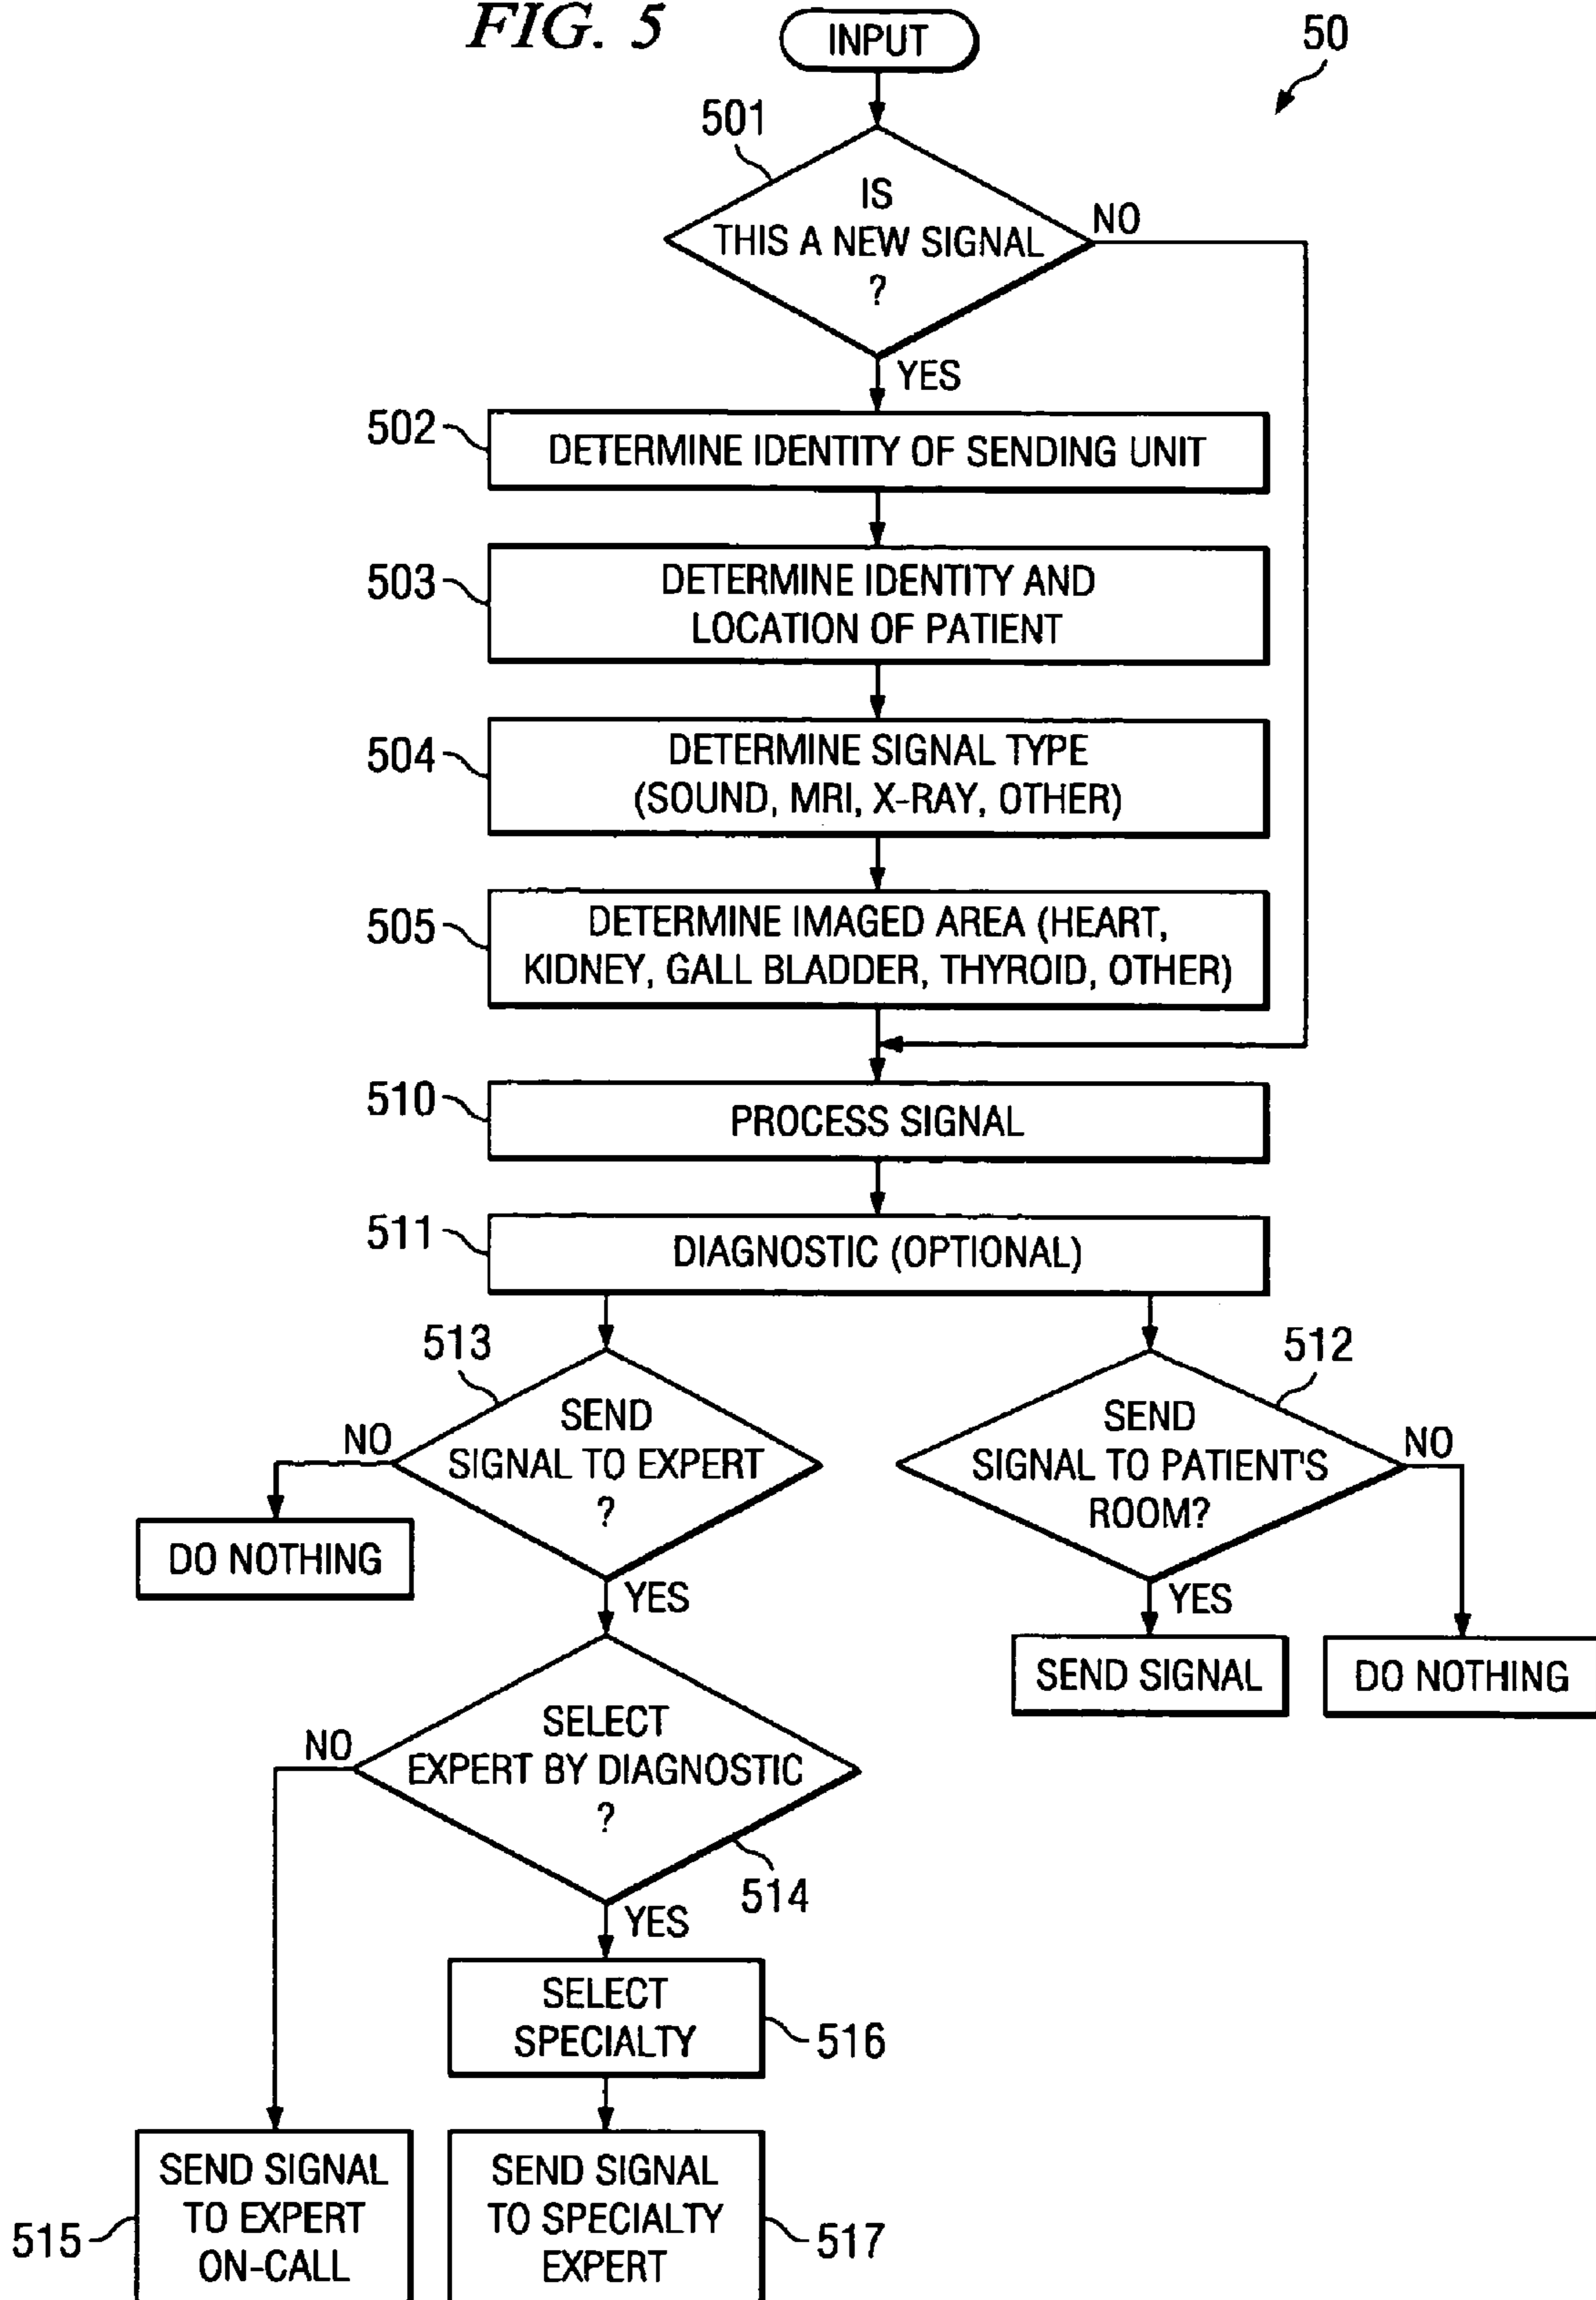 FIG. 5
INPUT
50
501
IS
THIS A NEW SIGNAL
?
NO
YES
502
DETERMINE IDENTITY OF SENDING UNIT
503
DETERMINE IDENTITY AND
LOCATION OF PATIENT
504
DETERMINE SIGNAL TYPE
(SOUND, MRI, X-RAY, OTHER)
505
DETERMINE IMAGED AREA (HEART,
KIDNEY, GALL BLADDER, THYROID, OTHER)
510
PROCESS SIGNAL
511
DIAGNOSTIC (OPTIONAL)
513
SEND
SIGNAL TO EXPERT
?
NO
DO NOTHING
YES
512
SEND
SIGNAL TO PATIENT'S
ROOM?
NO
YES
SEND SIGNAL
DO NOTHING
SELECT
EXPERT BY DIAGNOSTIC
?
NO
514
YES
SELECT
SPECIALTY
516
515
SEND SIGNAL
TO EXPERT
ON-CALL
SEND SIGNAL
TO SPECIALTY
EXPERT
517